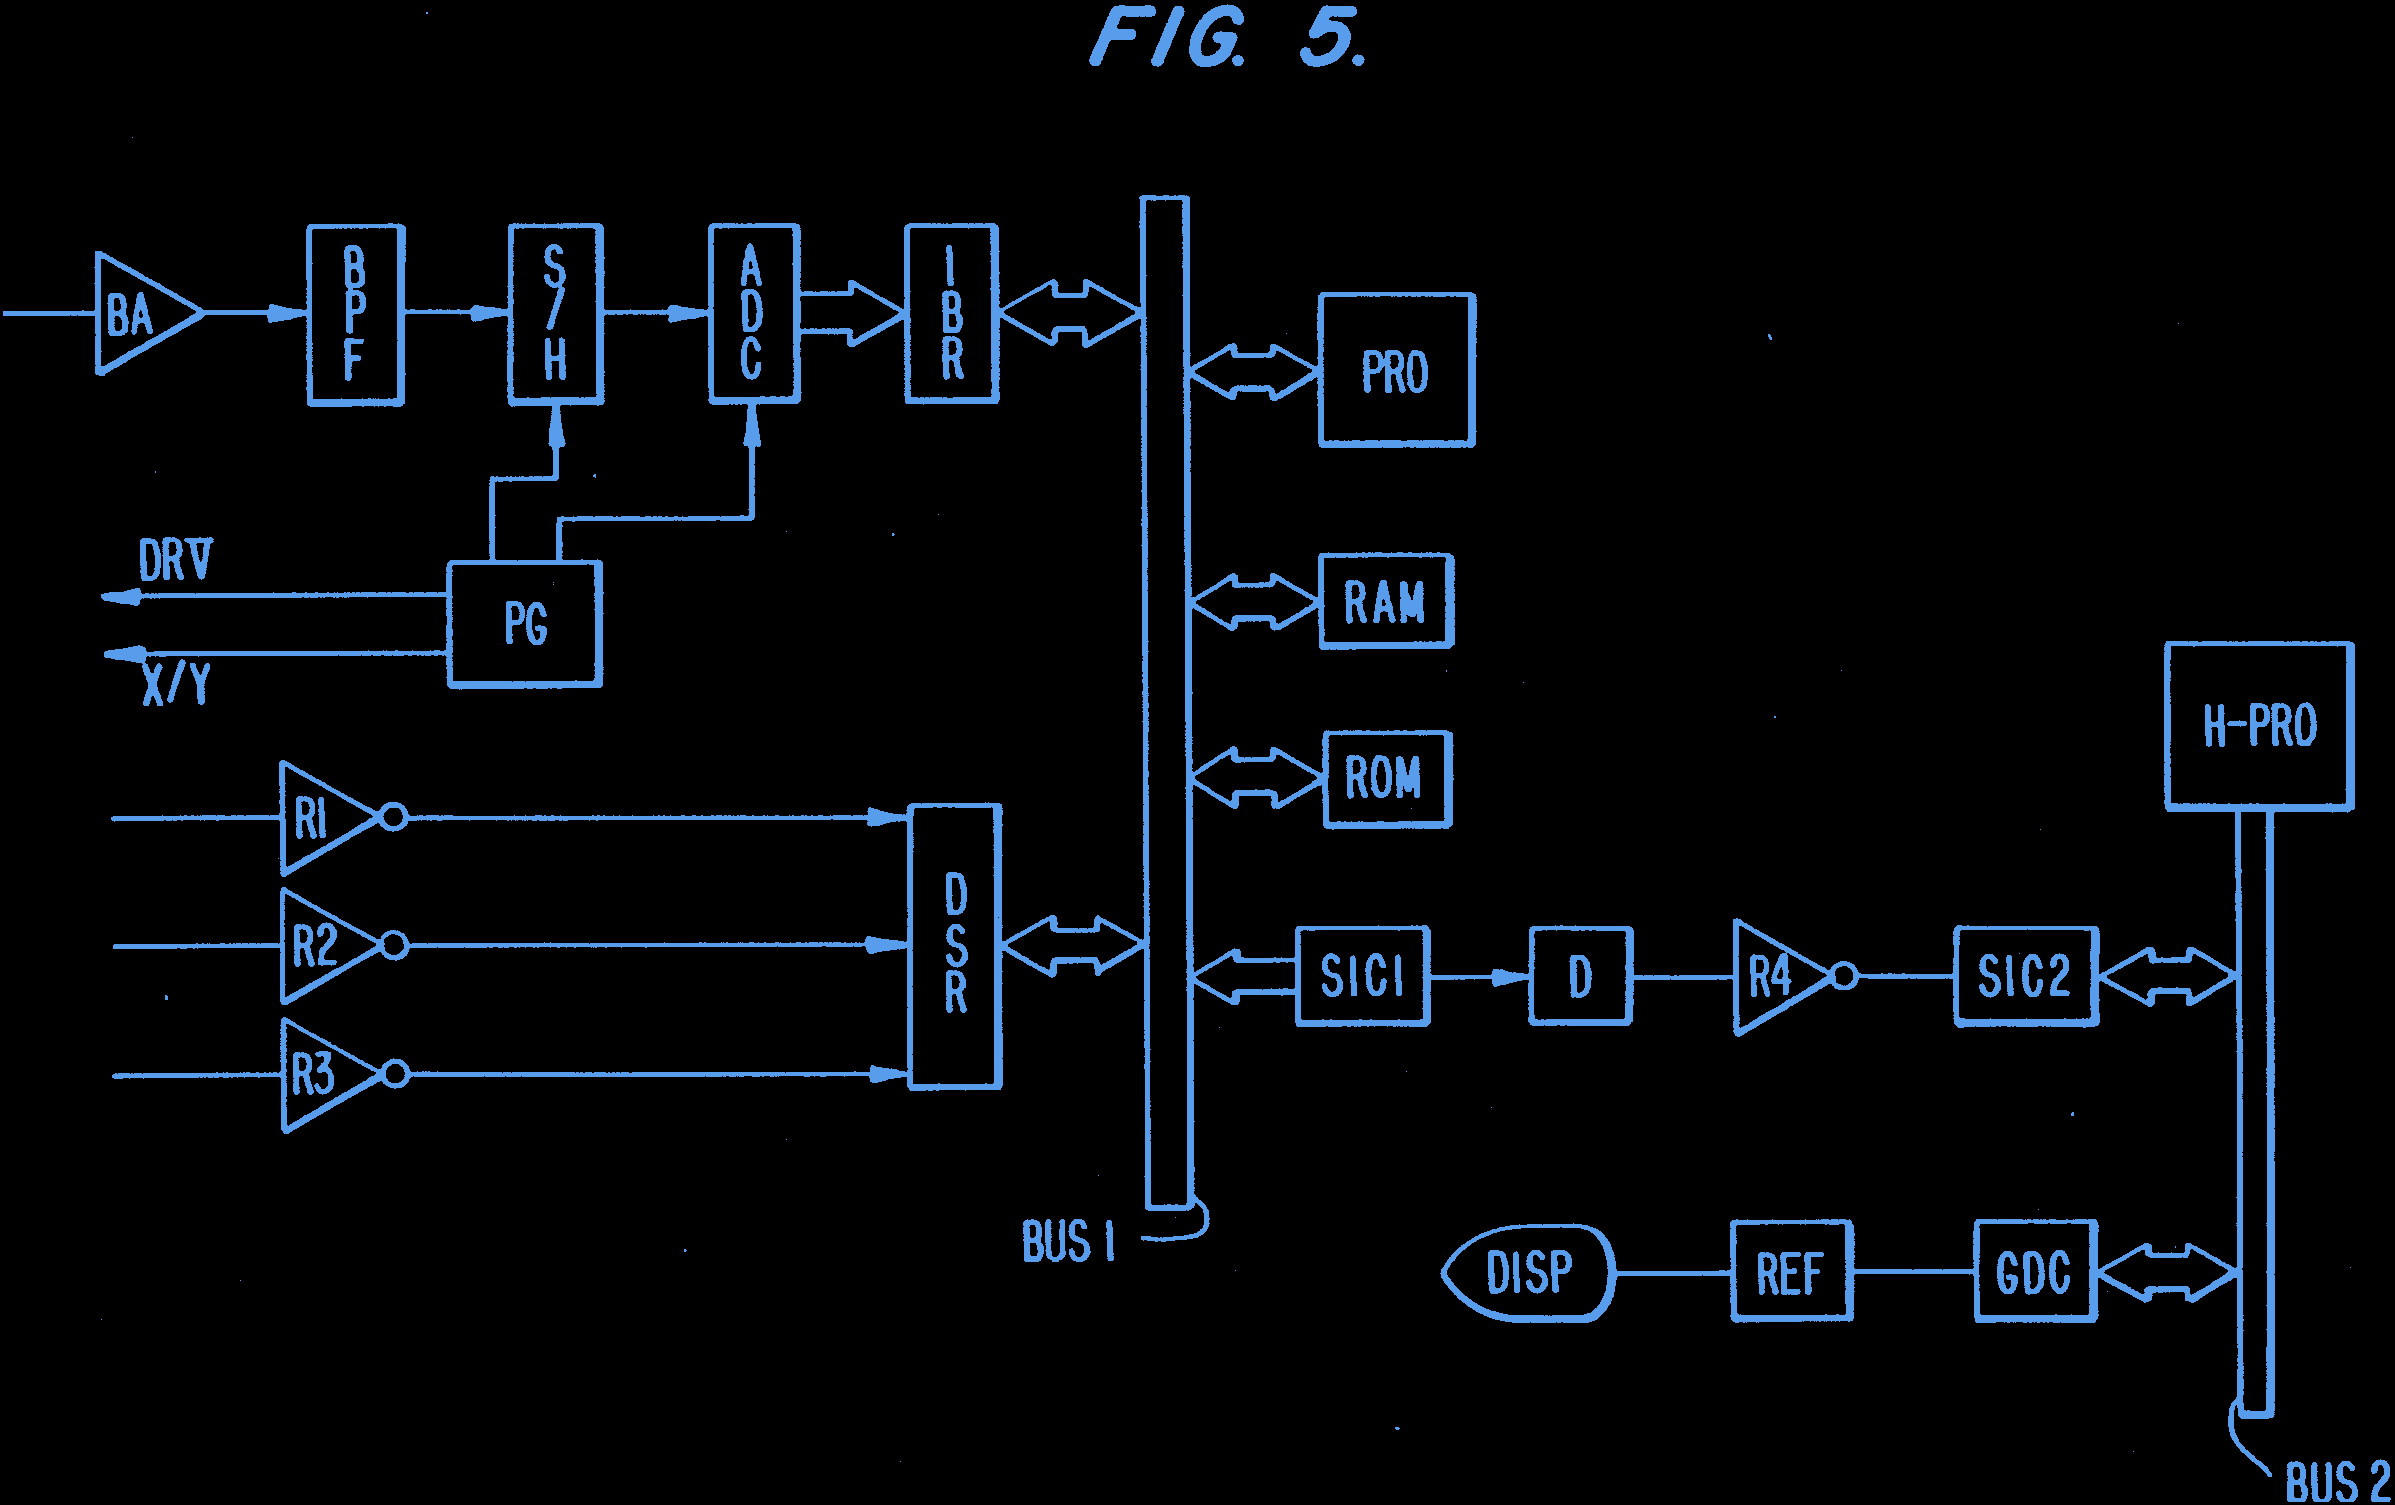 FIG. 5.
BA
BPF
S/H
ADC
IBR
PRO
DRV
X/Y
PG
RAM
ROM
H-PRO
R1
R2
R3
DSR
SIC1
D
R4
SIC2
BUS 1
DISP
REF
GDC
BUS 2